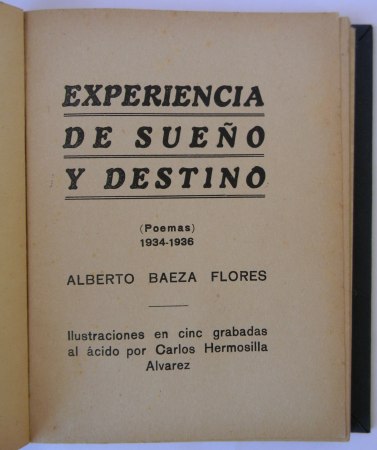 EXPERIENCIA
DE SUEÑO
Y DESTINO
(Poemas)
1934-1936
ALBERTO BAEZA FLORES
Ilustraciones en cinc grabadas
al ácido por Carlos Hermosilla
Alvarez